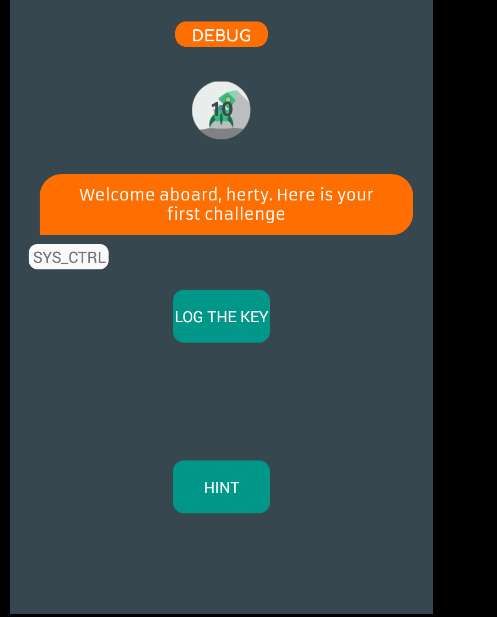 DEBUG
10
Welcome aboard, herty. Here is your
first challenge
SYS_CTRL
LOG THE KEY
HINT